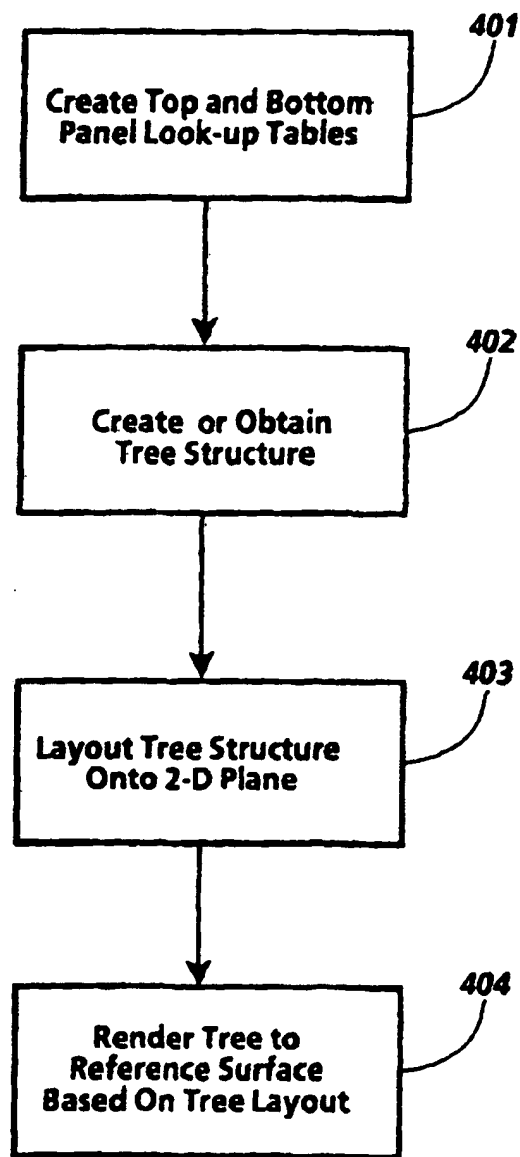 401
Create Top and Bottom
Panel Look-up Tables
402
Create or Obtain
Tree Structure
403
Layout Tree Structure
Onto 2-D Plane
404
Render Tree to
Reference Surface
Based On Tree Layout